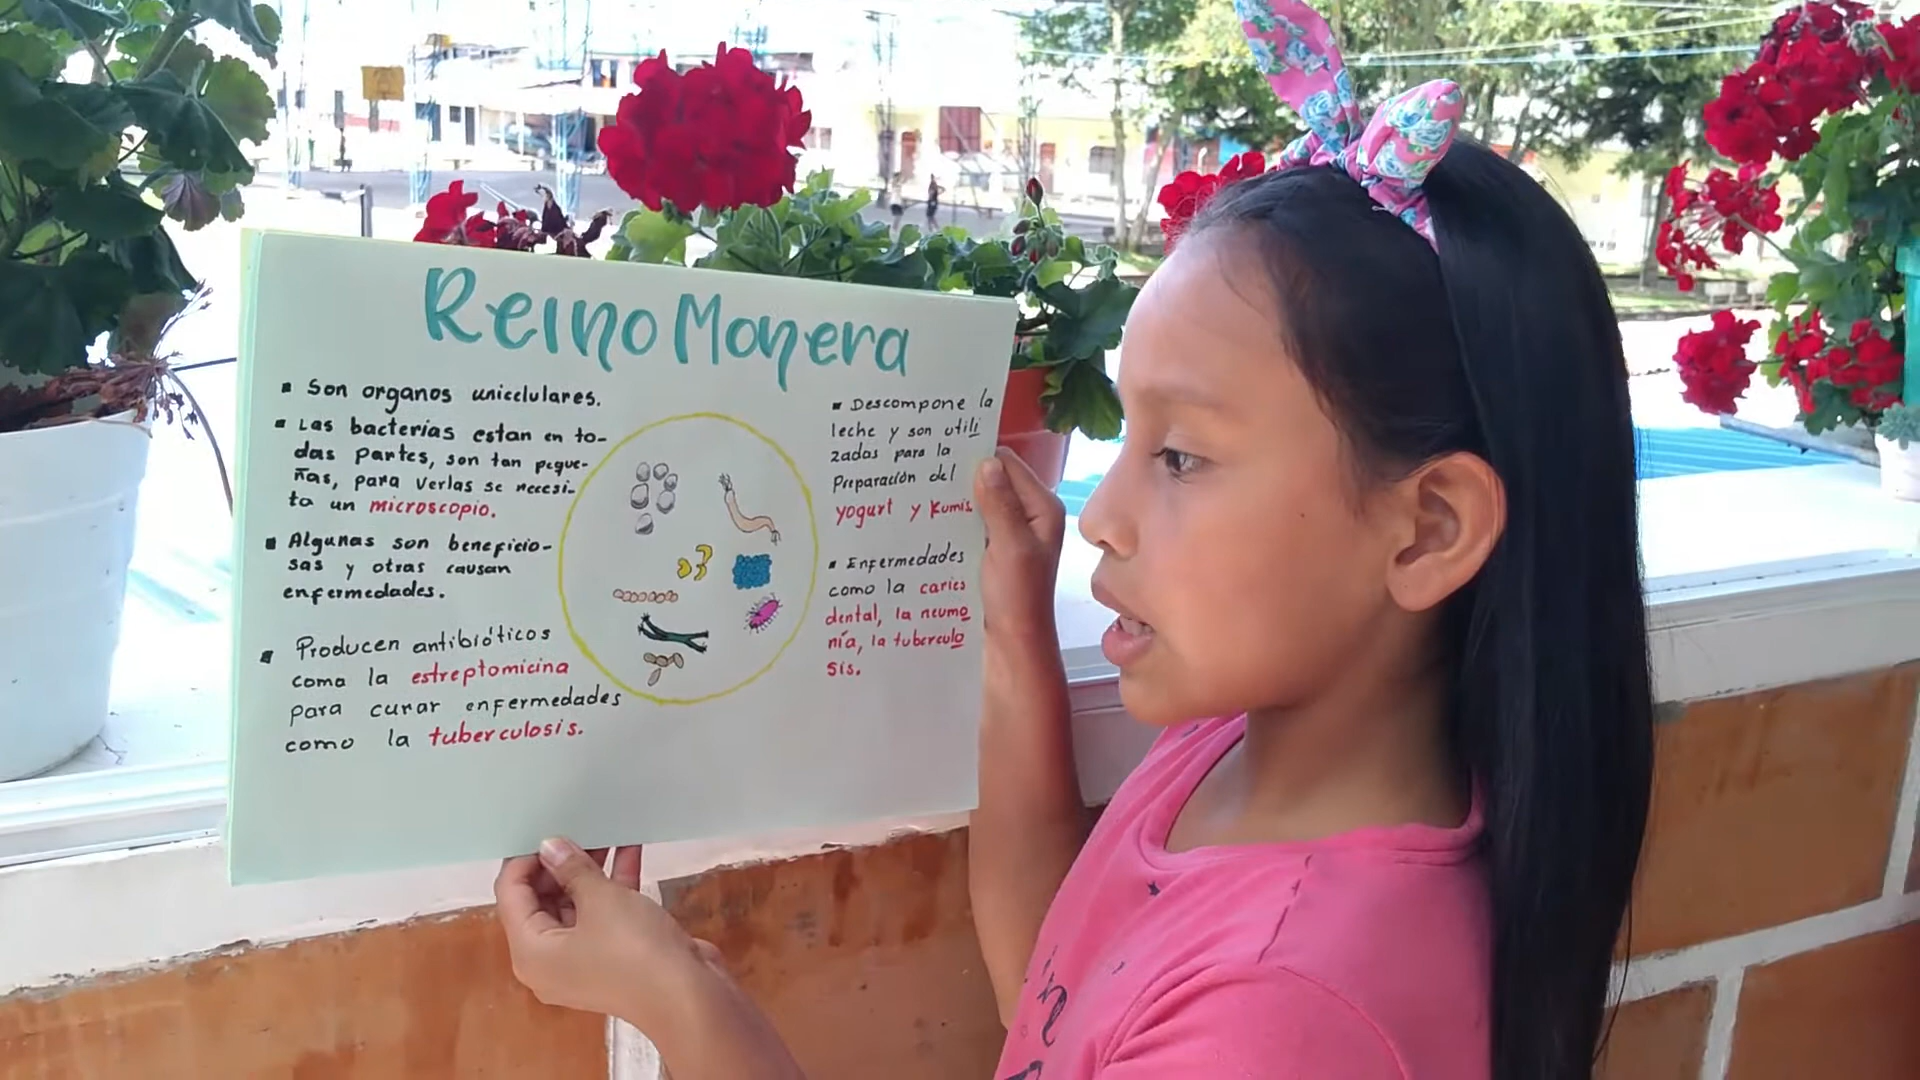 Reino Monera
Son organos uniclulares.
Las bacterias estan en to-
das partes, son tan peque-
ñas, para verlas se necesi-
ta un microscopio.
Algunas son beneficio-
sas y otras causan
enfermedades.
Producen antibióticos
como la estreptomicina
para curar enfermedades
como la tuberculosis.
Descompone la
leche y son utili
zadas para la
Preparación del
yogurt y Kumis
Enfermedades
como la caries
dental, la neumo
nía, la tuberculo
sis.